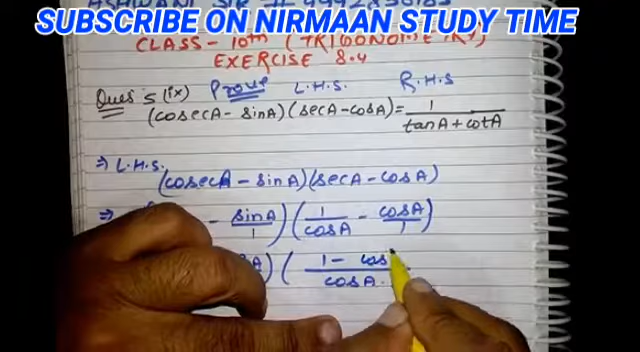 SUBSCRIBE ON NIRMAAN STUDY TIME
CLASS - 10th (TRIGONOMETRY)
EXERCISE 8.4
Ques 5(ix) Prove L.H.S. R.H.S
(cosecA - sinA)(secA - cosA) = 1 / tanA + cotA
⇒ L.H.S.
(cosecA - sinA)(secA - cosA)
⇒ - sinA/1)(1/cosA - cosA/1)
)(1 - cos / cosA